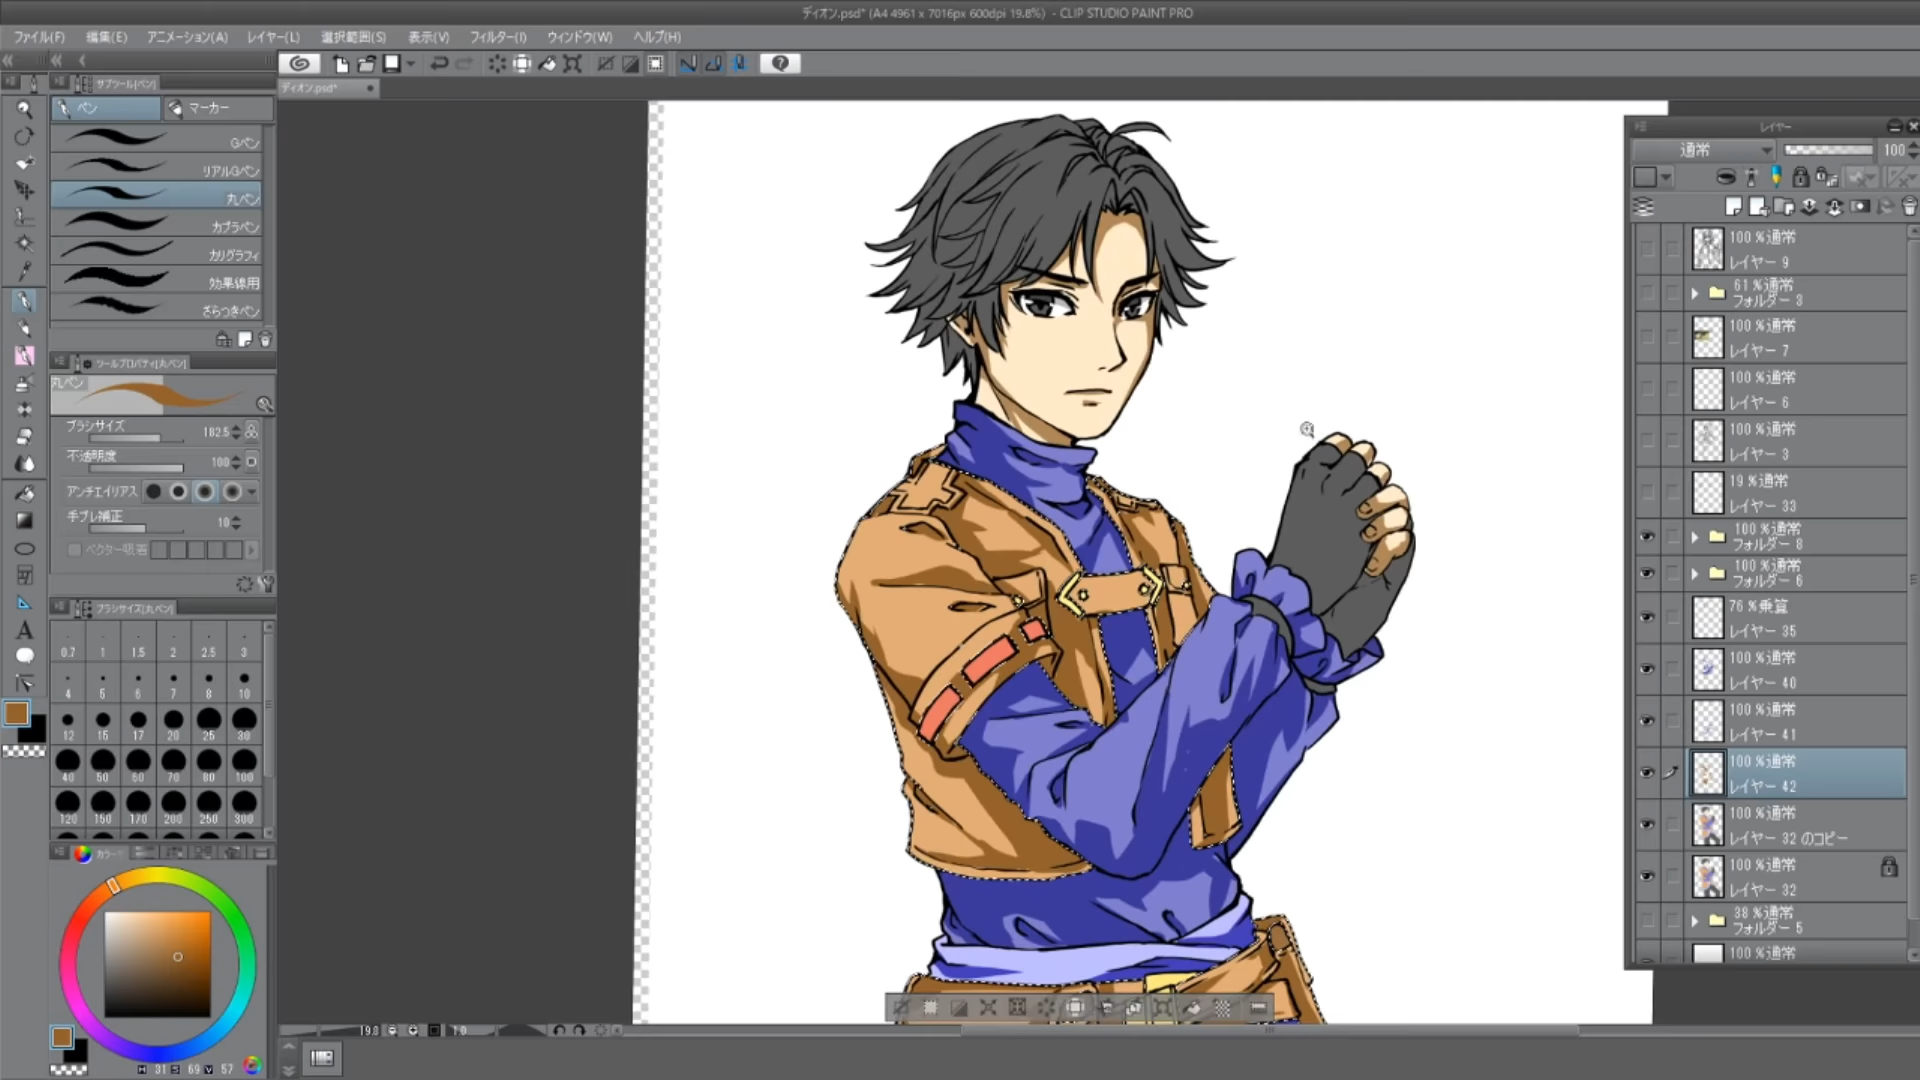 ディオン.psd* (A4 4961 x 7016px 600dpi 19.8%) - CLIP STUDIO PAINT PRO
ファイル(F) 編集(E) アニメーション(A) レイヤー(L) 選択範囲(S) 表示(V) フィルター(I) ウィンドウ(W) ヘルプ(H)
サブツール[ペン]
ディオン.psd*
ペン マーカー
Gペン
リアルGペン
丸ペン
カブラペン
カリグラフィ
効果線用
ざらつきペン
ツールプロパティ[丸ペン]
丸ペン
ブラシサイズ 182.5
不透明度 100
アンチエイリアス
手ブレ補正 10
ベクター吸着
ブラシサイズ[丸ペン]
0.7 1 1.5 2 2.5 3
4 5 6 7 8 10
12 15 17 20 25 30
40 50 60 70 80 100
120 150 170 200 250 300
カラー
H 31 S 69 V 57
19.8
1.0
レイヤー
通常 100
100 %通常
レイヤー 9
61 %通常
フォルダー 3
100 %通常
レイヤー 7
100 %通常
レイヤー 6
100 %通常
レイヤー 3
19 %通常
レイヤー 33
100 %通常
フォルダー 8
100 %通常
フォルダー 6
76 %乗算
レイヤー 35
100 %通常
レイヤー 40
100 %通常
レイヤー 41
100 %通常
レイヤー 42
100 %通常
レイヤー 32 のコピー
100 %通常
レイヤー 32
38 %通常
フォルダー 5
100 %通常